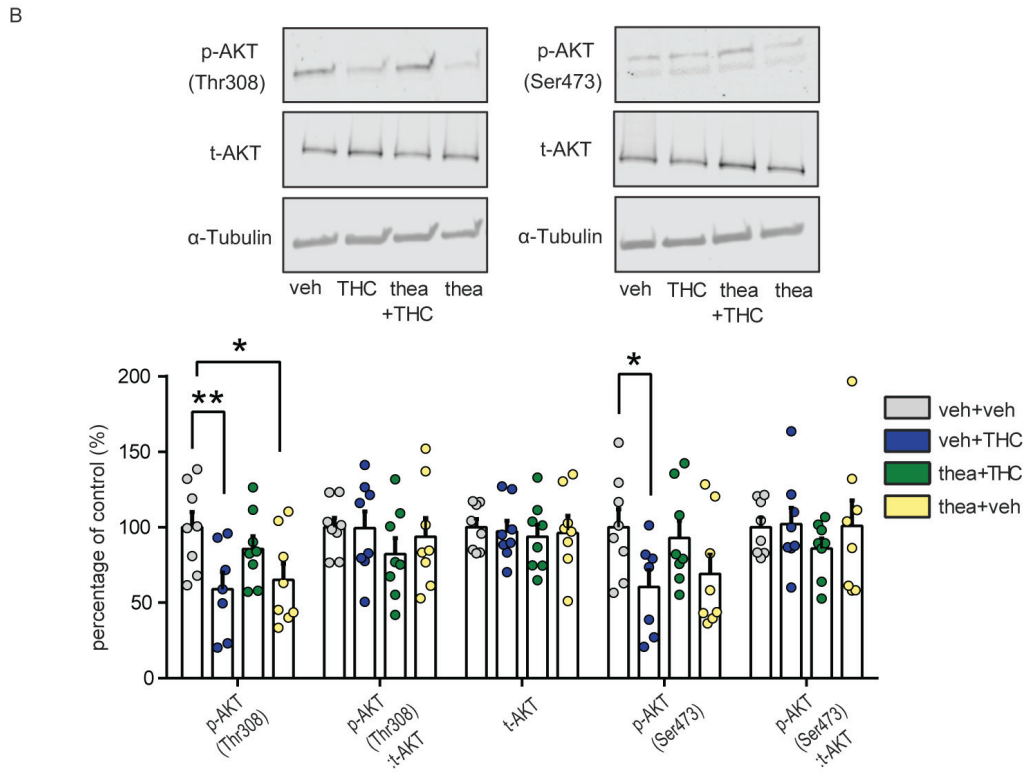 B
p-AKT
(Thr308)
t-AKT
α-Tubulin
veh THC thea thea
+THC
p-AKT
(Ser473)
t-AKT
α-Tubulin
veh THC thea thea
+THC
percentage of control (%)
200
150
100
50
0
*
**
*
p-AKT
(Thr308)
p-AKT
(Thr308)
:t-AKT
t-AKT
p-AKT
(Ser473)
p-AKT
(Ser473)
:t-AKT
veh+veh
veh+THC
thea+THC
thea+veh